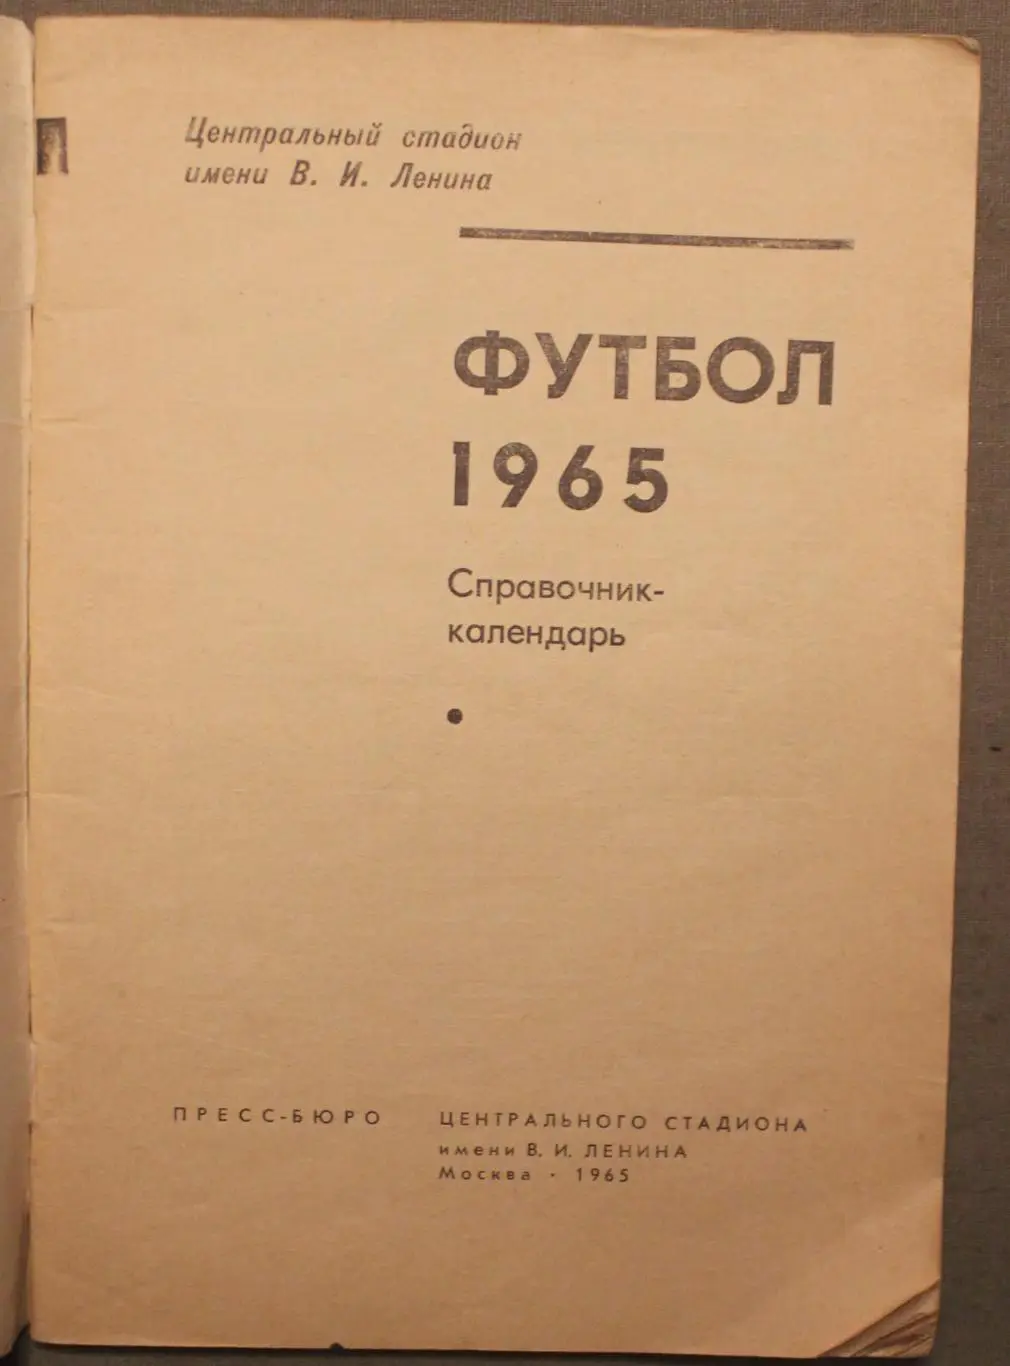 Центральный стадион
имени В. И. Ленина
ФУТБОЛ
1965
Справочник-
календарь
ПРЕСС-БЮРО ЦЕНТРАЛЬНОГО СТАДИОНА
имени В. И. ЛЕНИНА
Москва · 1965